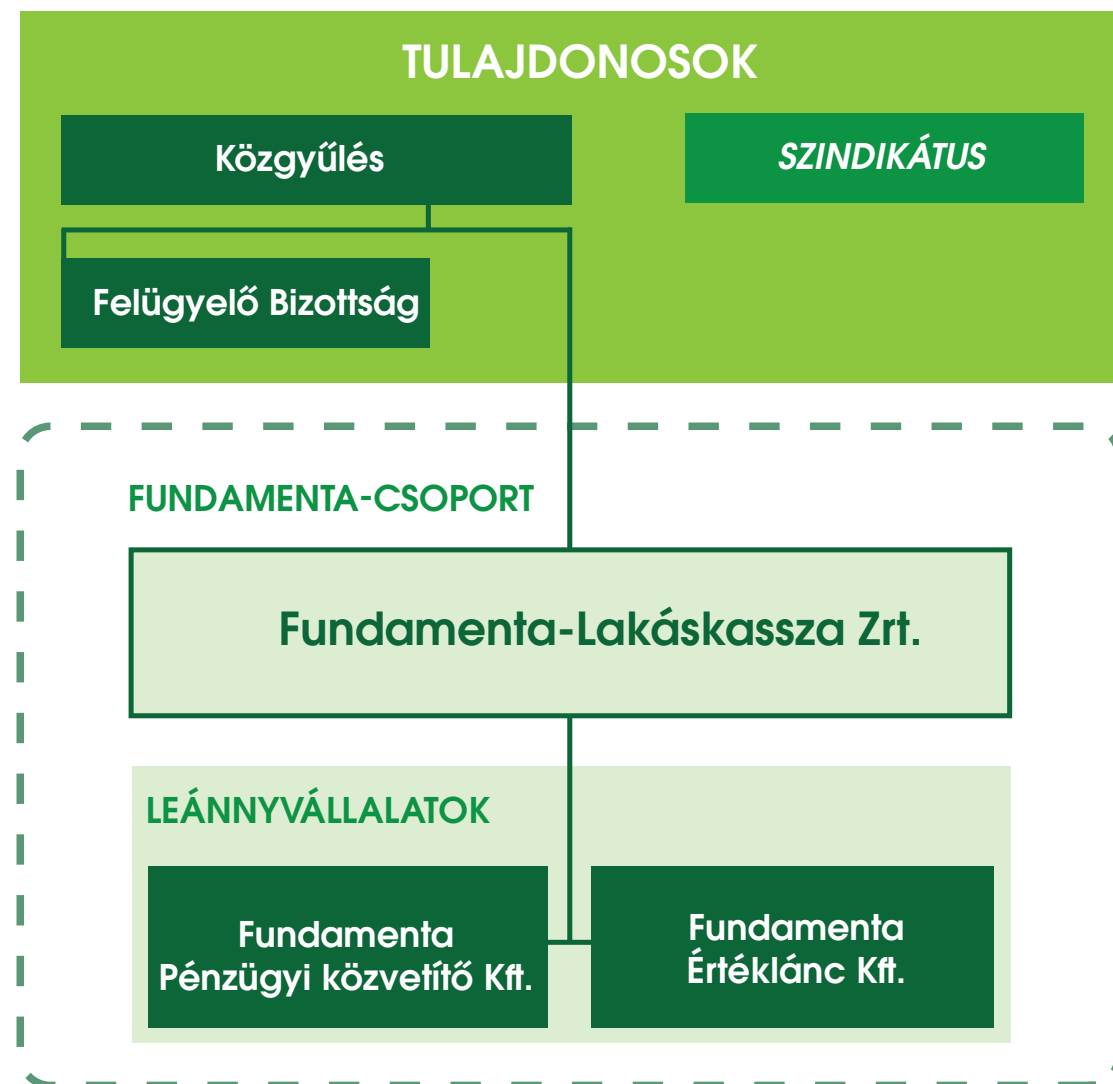 TULAJDONOSOK
Közgyűlés
SZINDIKÁTUS
Felügyelő Bizottság
FUNDAMENTA-CSOPORT
Fundamenta-Lakáskassza Zrt.
LEÁNNYVÁLLALATOK
Fundamenta
Pénzügyi közvetítő Kft.
Fundamenta
Értéklánc Kft.